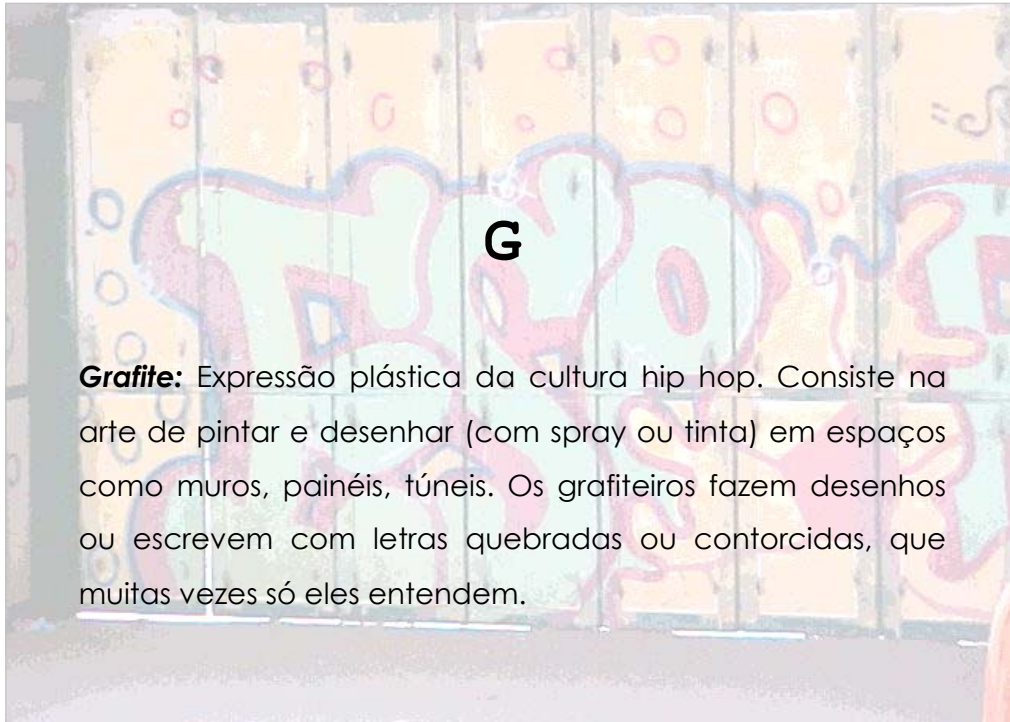 G
Grafite: Expressão plástica da cultura hip hop. Consiste na
arte de pintar e desenhar (com spray ou tinta) em espaços
como muros, painéis, túneis. Os grafiteiros fazem desenhos
ou escrevem com letras quebradas ou contorcidas, que
muitas vezes só eles entendem.